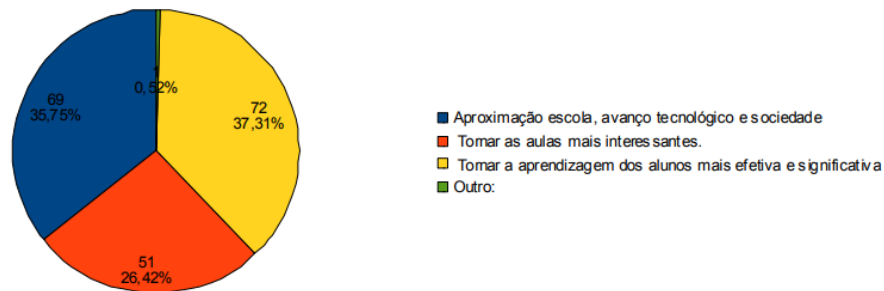 69
35,75%
1
0,52%
72
37,31%
51
26,42%
Aproximação escola, avanço tecnológico e sociedade
Tornar as aulas mais interessantes.
Tornar a aprendizagem dos alunos mais efetiva e significativa
Outro: